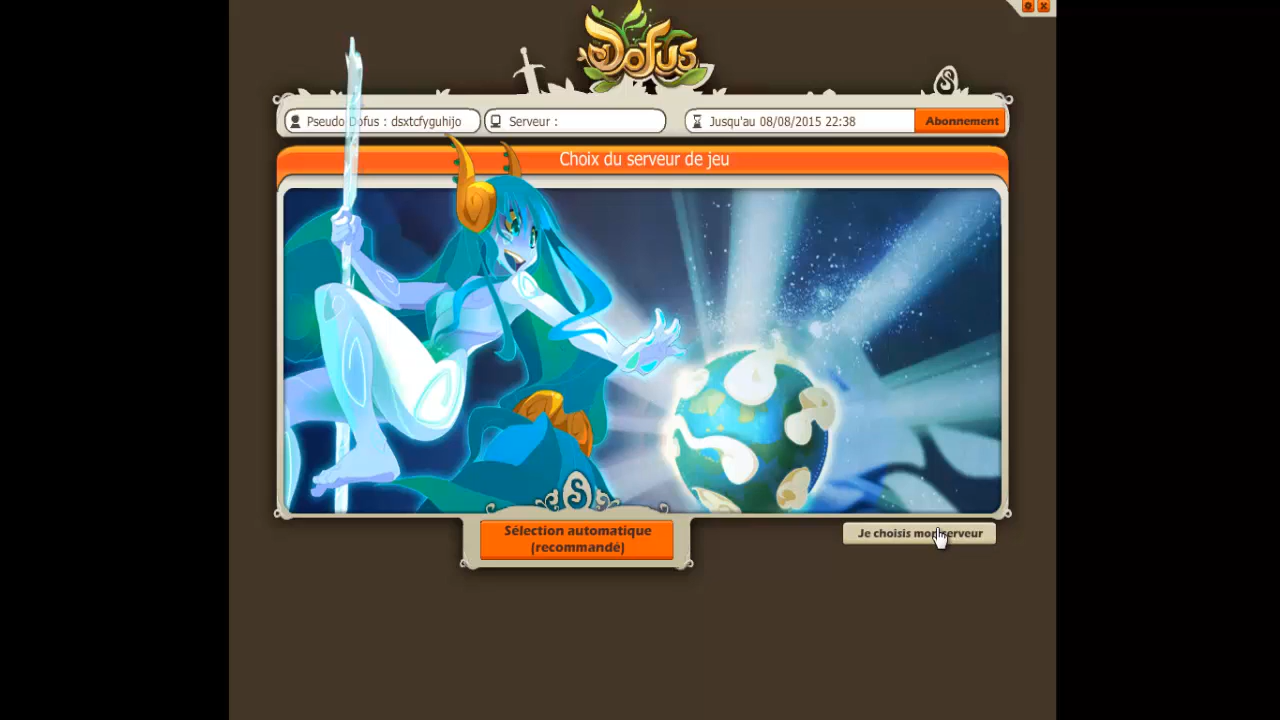 Dofus
Pseudo Dofus : dsxtcfyguhijo
Serveur :
Jusqu'au 08/08/2015 22:38
Abonnement
Choix du serveur de jeu
Sélection automatique
(recommandé)
Je choisis mon serveur